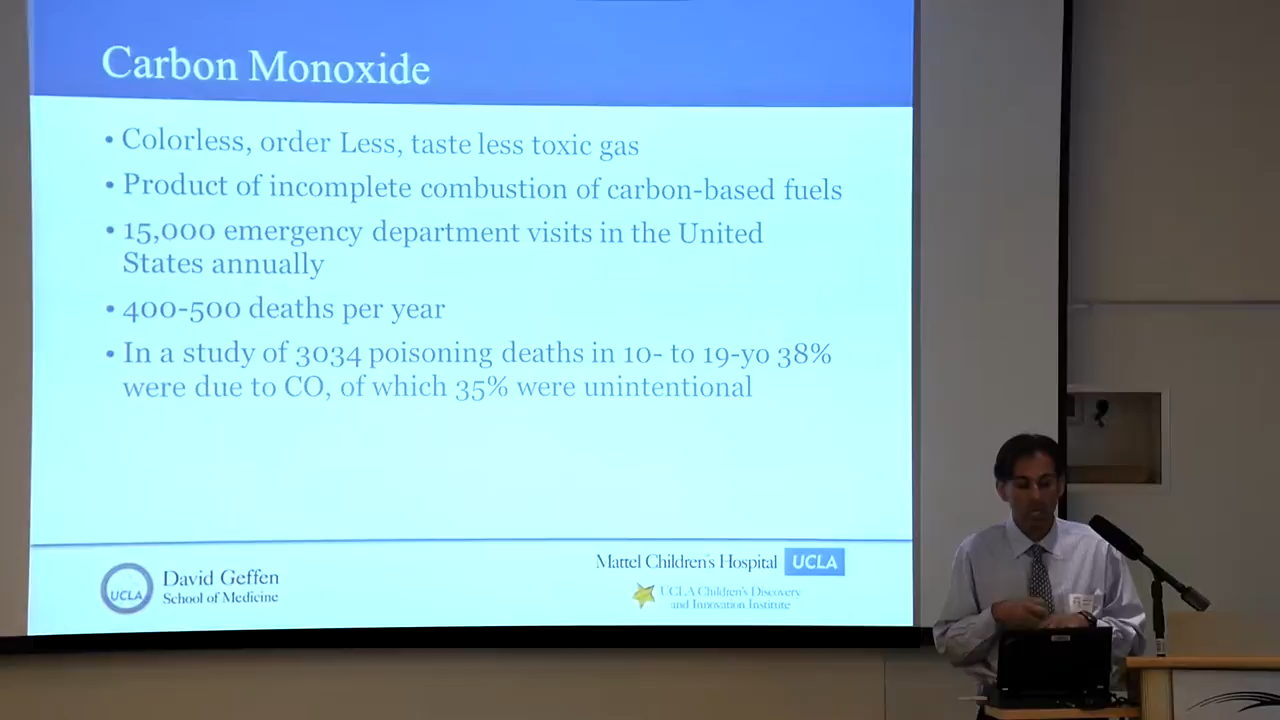 Carbon Monoxide
• Colorless, order Less, taste less toxic gas
• Product of incomplete combustion of carbon-based fuels
• 15,000 emergency department visits in the United
States annually
• 400-500 deaths per year
• In a study of 3034 poisoning deaths in 10- to 19-yo 38%
were due to CO, of which 35% were unintentional
UCLA
David Geffen
School of Medicine
Mattel Children's Hospital UCLA
UCLA Children's Discovery
and Innovation Institute